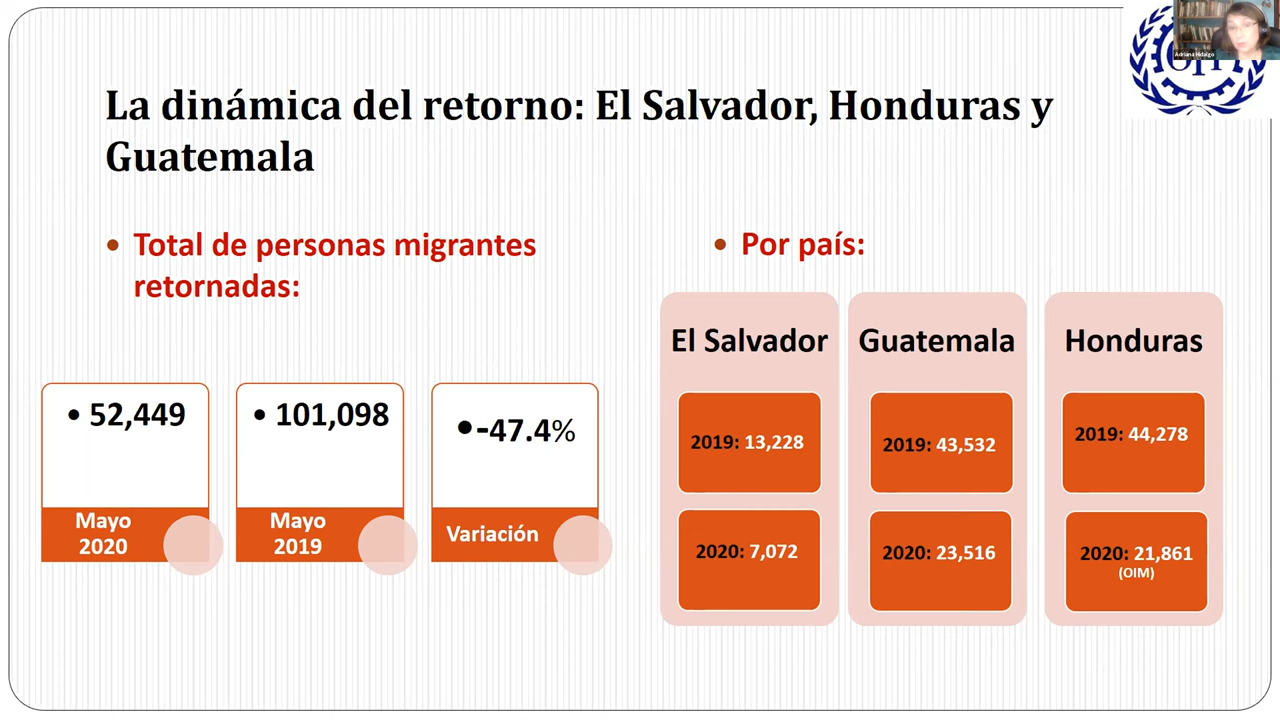 Adriana Hidalgo
La dinámica del retorno: El Salvador, Honduras y
Guatemala
• Total de personas migrantes
retornadas:
• 52,449
Mayo
2020
• 101,098
Mayo
2019
•-47.4%
Variación
• Por país:
El Salvador
2019: 13,228
2020: 7,072
Guatemala
2019: 43,532
2020: 23,516
Honduras
2019: 44,278
2020: 21,861
(OIM)